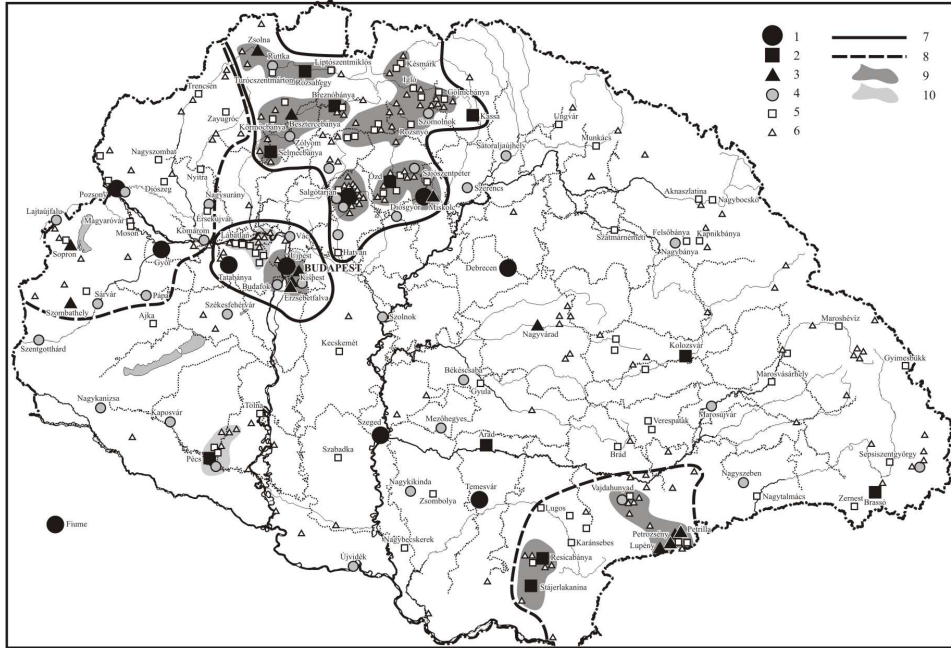 Zsolna
Ruttka
Liptószentmiklós
Turócszentmárton
Rózsahegy
Késmárk
Igló
Gölnicbánya
Trencsén
Zayugróc
Breznóbánya
Besztercebánya
Körmöcbánya
Zólyom
Selmecbánya
Rozsnyó
Szomolnok
Kassa
Ungvár
Munkács
Sátoraljaújhely
Nagyszombat
Nyitra
Diószeg
Pozsony
Nagysurány
Érsekújvár
Komárom
Salgótarján
Ózd
Sajószentpéter
Miskolc
Diósgyőr
Szerencs
Aknaszlatina
Nagybocskó
Lajtaújfalu
Magyaróvár
Moson
Sopron
Győr
Lábatlan
Vác
Hatvan
Szatmárnémeti
Felsőbánya
Kapnikbánya
Nagybánya
Újpest
BUDAPEST
Tatabánya
Budafok
Kispest
Erzsébetfalva
Debrecen
Sárvár
Pápa
Szombathely
Székesfehérvár
Ajka
Szentgotthárd
Szolnok
Kecskemét
Nagyvárad
Kolozsvár
Maroshévíz
Gyimesbükk
Marosvásárhely
Békéscsaba
Gyula
Nagykanizsa
Kaposvár
Tolna
Mezőhegyes
Marosújvár
Verespatak
Szeged
Arad
Brád
Pécs
Szabadka
Nagykikinda
Zsombolya
Temesvár
Lugos
Vajdahunyad
Nagyszeben
Nagytalmács
Sepsiszentgyörgy
Zernest
Brassó
Fiume
Karánsebes
Petrozsény
Petrilla
Lupény
Nagybecskerek
Resicabánya
Stájerlakanina
Újvidék
1
2
3
4
5
6
7
8
9
10